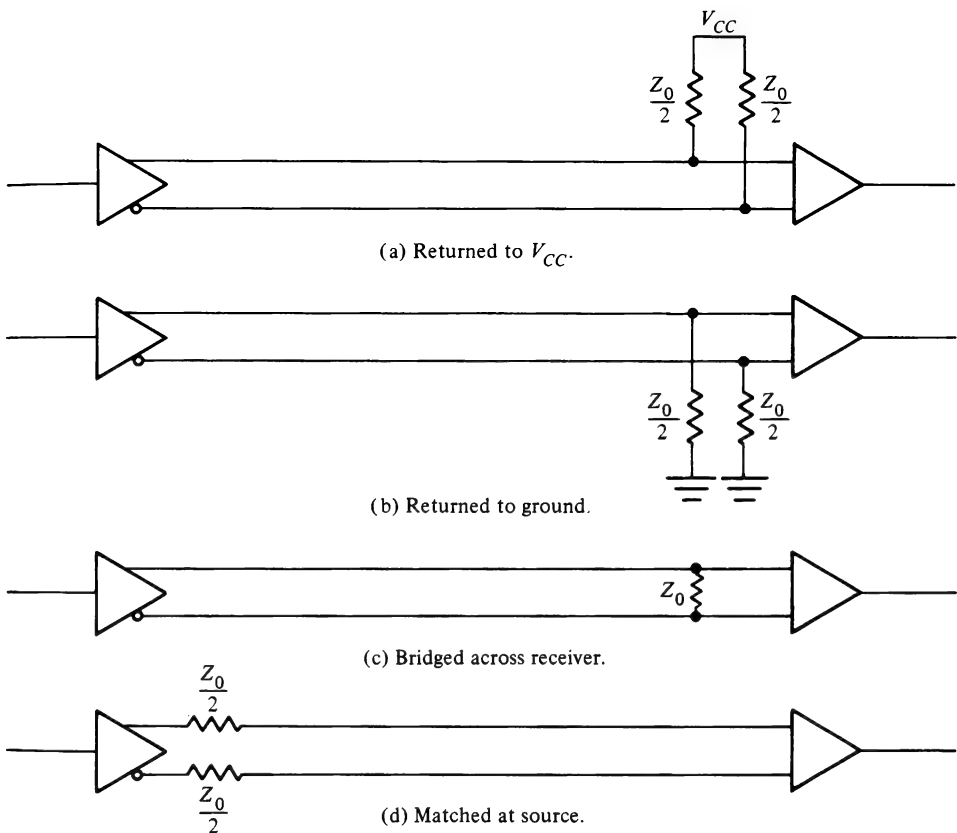 V_CC
Z_0/2 Z_0/2
(a) Returned to V_CC.
Z_0/2 Z_0/2
(b) Returned to ground.
Z_0
(c) Bridged across receiver.
Z_0/2
Z_0/2
(d) Matched at source.